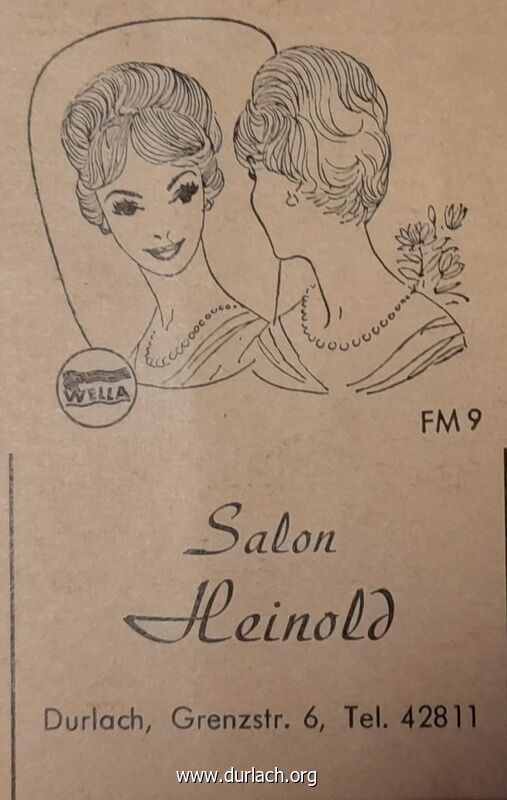 WELLA
FM 9
Salon
Heinold
Durlach, Grenzstr. 6, Tel. 42811
www.durlach.org